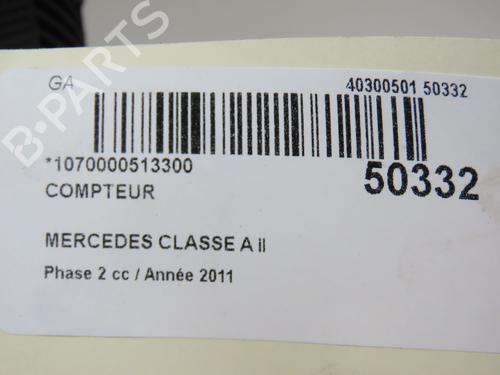 GA 40300501 50332
*1070000513300
50332
COMPTEUR
MERCEDES CLASSE A II
Phase 2 cc / Année 2011
B-PARTS